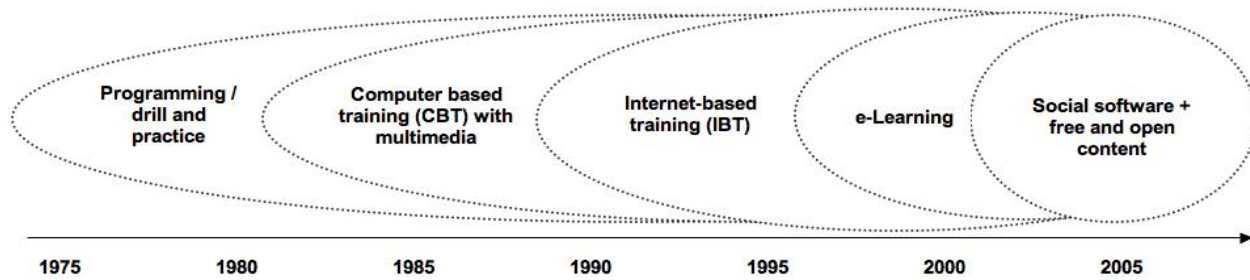 Programming /
drill and
practice
Computer based
training (CBT) with
multimedia
Internet-based
training (IBT)
e-Learning
Social software +
free and open
content
1975 1980 1985 1990 1995 2000 2005